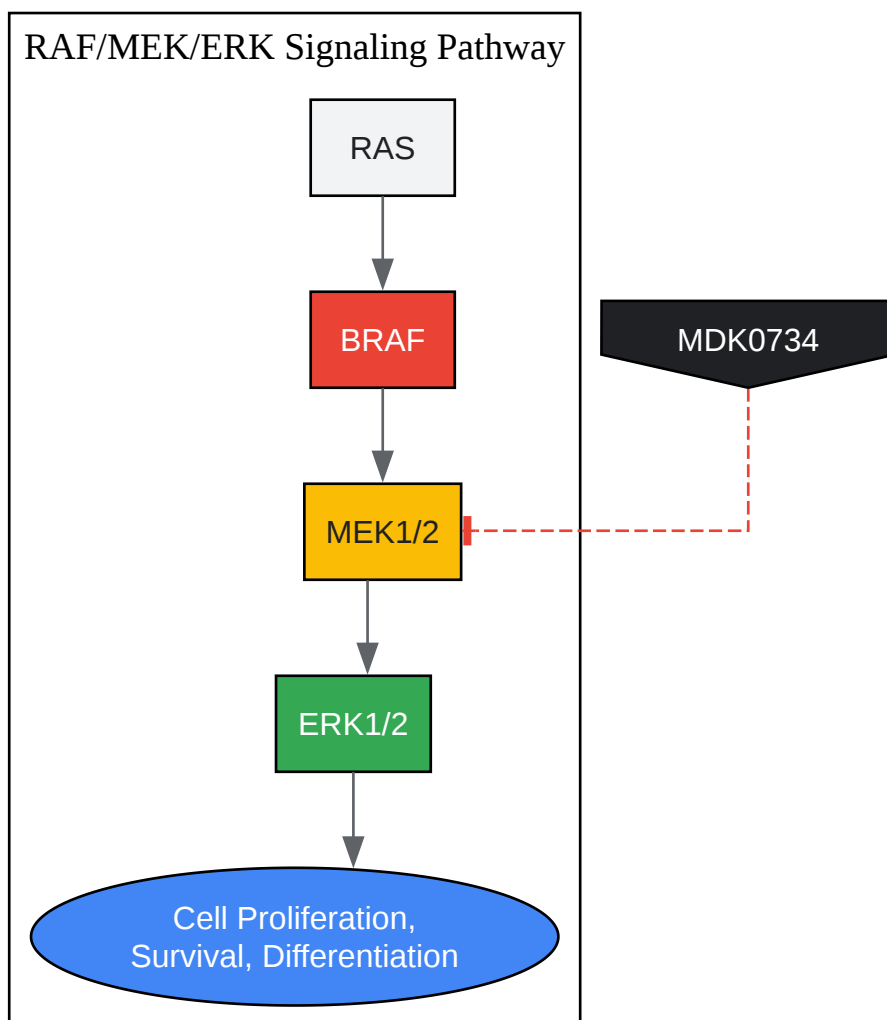 RAF/MEK/ERK Signaling Pathway
RAS
BRAF
MDK0734
MEK1/2
ERK1/2
Cell Proliferation,
Survival, Differentiation